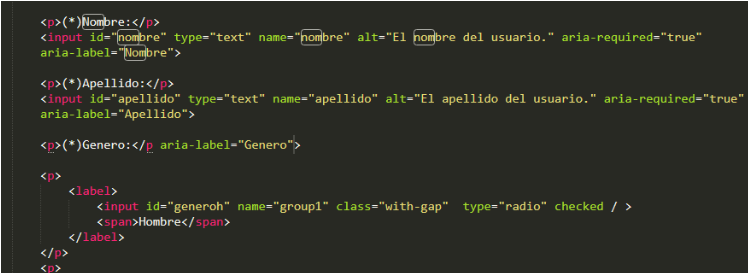 <p>(*)Nombre:</p>
<input id="nombre" type="text" name="nombre" alt="El nombre del usuario." aria-required="true"
aria-label="Nombre">
<p>(*)Apellido:</p>
<input id="apellido" type="text" name="apellido" alt="El apellido del usuario." aria-required="true"
aria-label="Apellido">
<p>(*)Genero:</p aria-label="Genero">
<p>
<label>
<input id="generoh" name="group1" class="with-gap"  type="radio" checked / >
<span>Hombre</span>
</label>
</p>
<p>